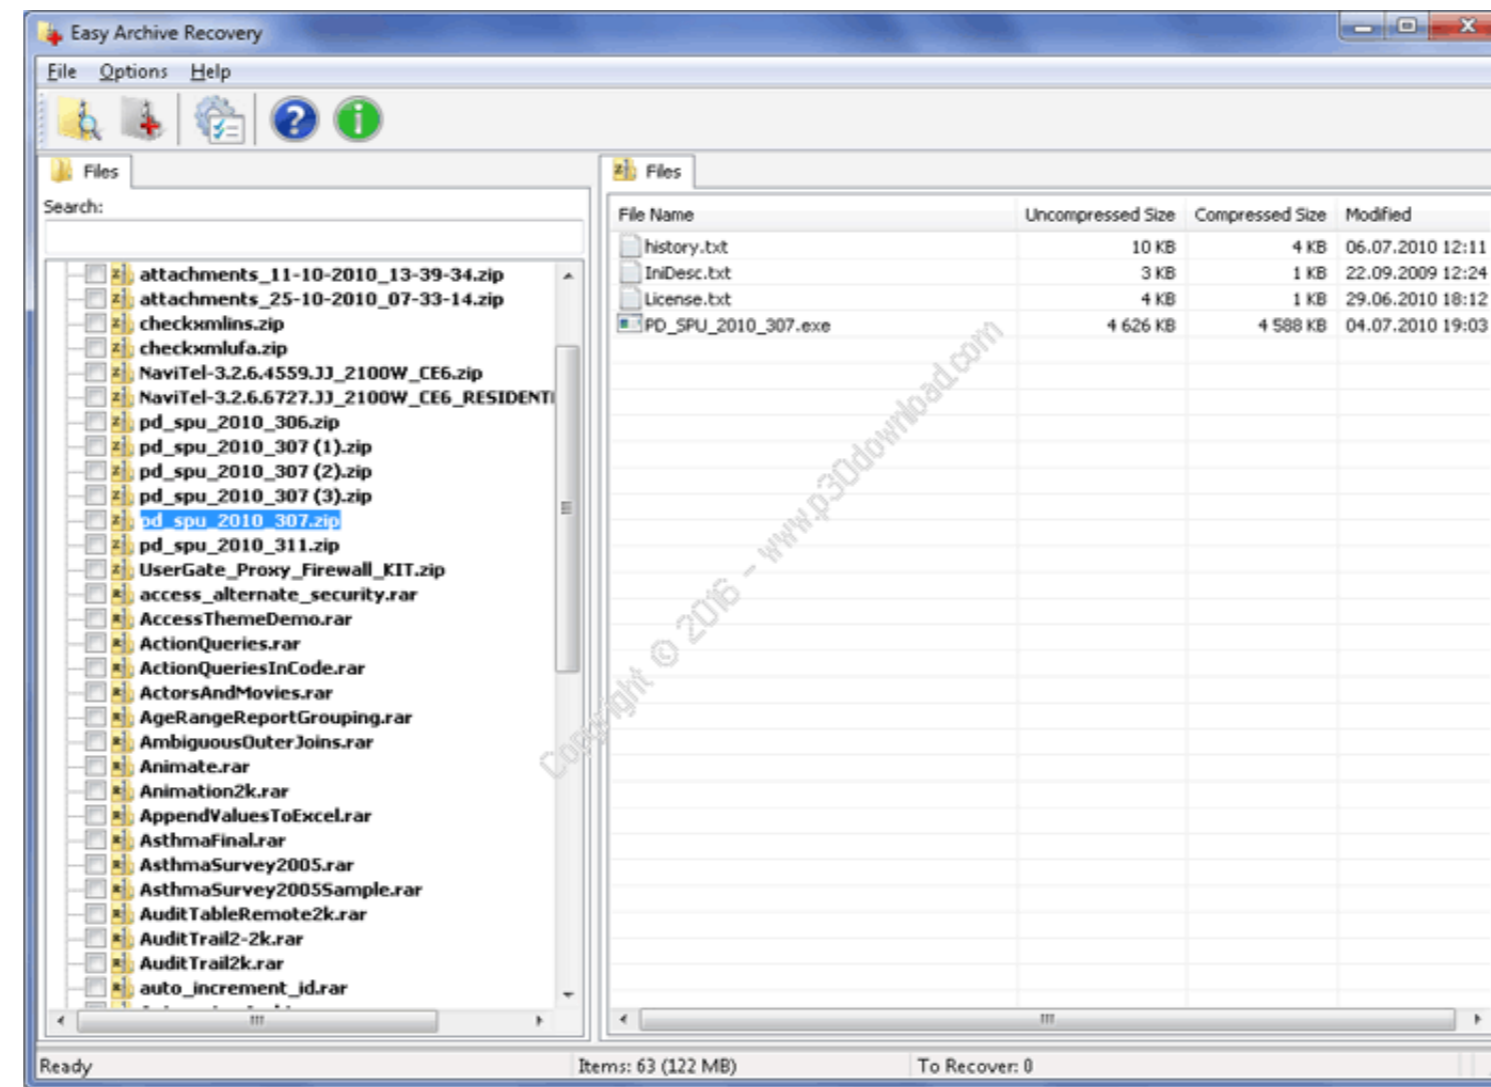 Easy Archive Recovery
File Options Help
Files
Search:
attachments_11-10-2010_13-39-34.zip
attachments_25-10-2010_07-33-14.zip
checkxmlins.zip
checkxmlufa.zip
NaviTel-3.2.6.4559.JJ_2100W_CE6.zip
NaviTel-3.2.6.6727.JJ_2100W_CE6_RESIDENT
pd_spu_2010_306.zip
pd_spu_2010_307 (1).zip
pd_spu_2010_307 (2).zip
pd_spu_2010_307 (3).zip
pd_spu_2010_307.zip
pd_spu_2010_311.zip
UserGate_Proxy_Firewall_KIT.zip
access_alternate_security.rar
AccessThemeDemo.rar
ActionQueries.rar
ActionQueriesInCode.rar
ActorsAndMovies.rar
AgeRangeReportGrouping.rar
AmbiguousOuterJoins.rar
Animate.rar
Animation2k.rar
AppendValuesToExcel.rar
AsthmaFinal.rar
AsthmaSurvey2005.rar
AsthmaSurvey2005Sample.rar
AuditTableRemote2k.rar
AuditTrail2-2k.rar
AuditTrail2k.rar
auto_increment_id.rar
Files
File Name Uncompressed Size Compressed Size Modified
history.txt 10 KB 4 KB 06.07.2010 12:11
IniDesc.txt 3 KB 1 KB 22.09.2009 12:24
License.txt 4 KB 1 KB 29.06.2010 18:12
PD_SPU_2010_307.exe 4 626 KB 4 588 KB 04.07.2010 19:03
Copyright © 2016 - www.p30download.com
Ready Items: 63 (122 MB) To Recover: 0